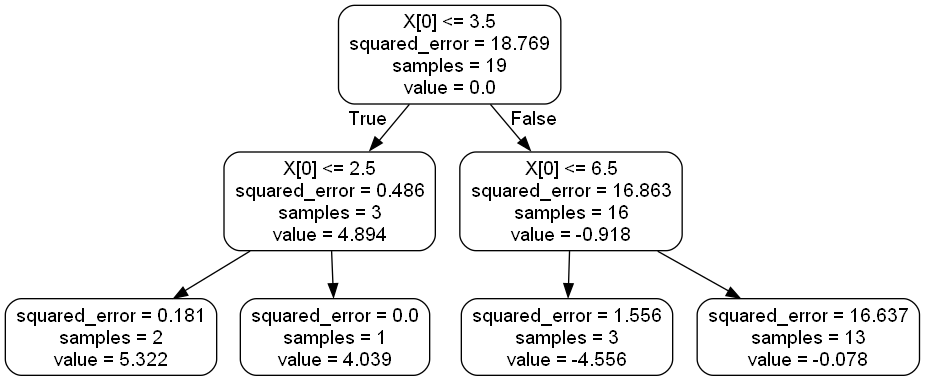 X[0] <= 3.5
squared_error = 18.769
samples = 19
value = 0.0
True
False
X[0] <= 2.5
squared_error = 0.486
samples = 3
value = 4.894
X[0] <= 6.5
squared_error = 16.863
samples = 16
value = -0.918
squared_error = 0.181
samples = 2
value = 5.322
squared_error = 0.0
samples = 1
value = 4.039
squared_error = 1.556
samples = 3
value = -4.556
squared_error = 16.637
samples = 13
value = -0.078